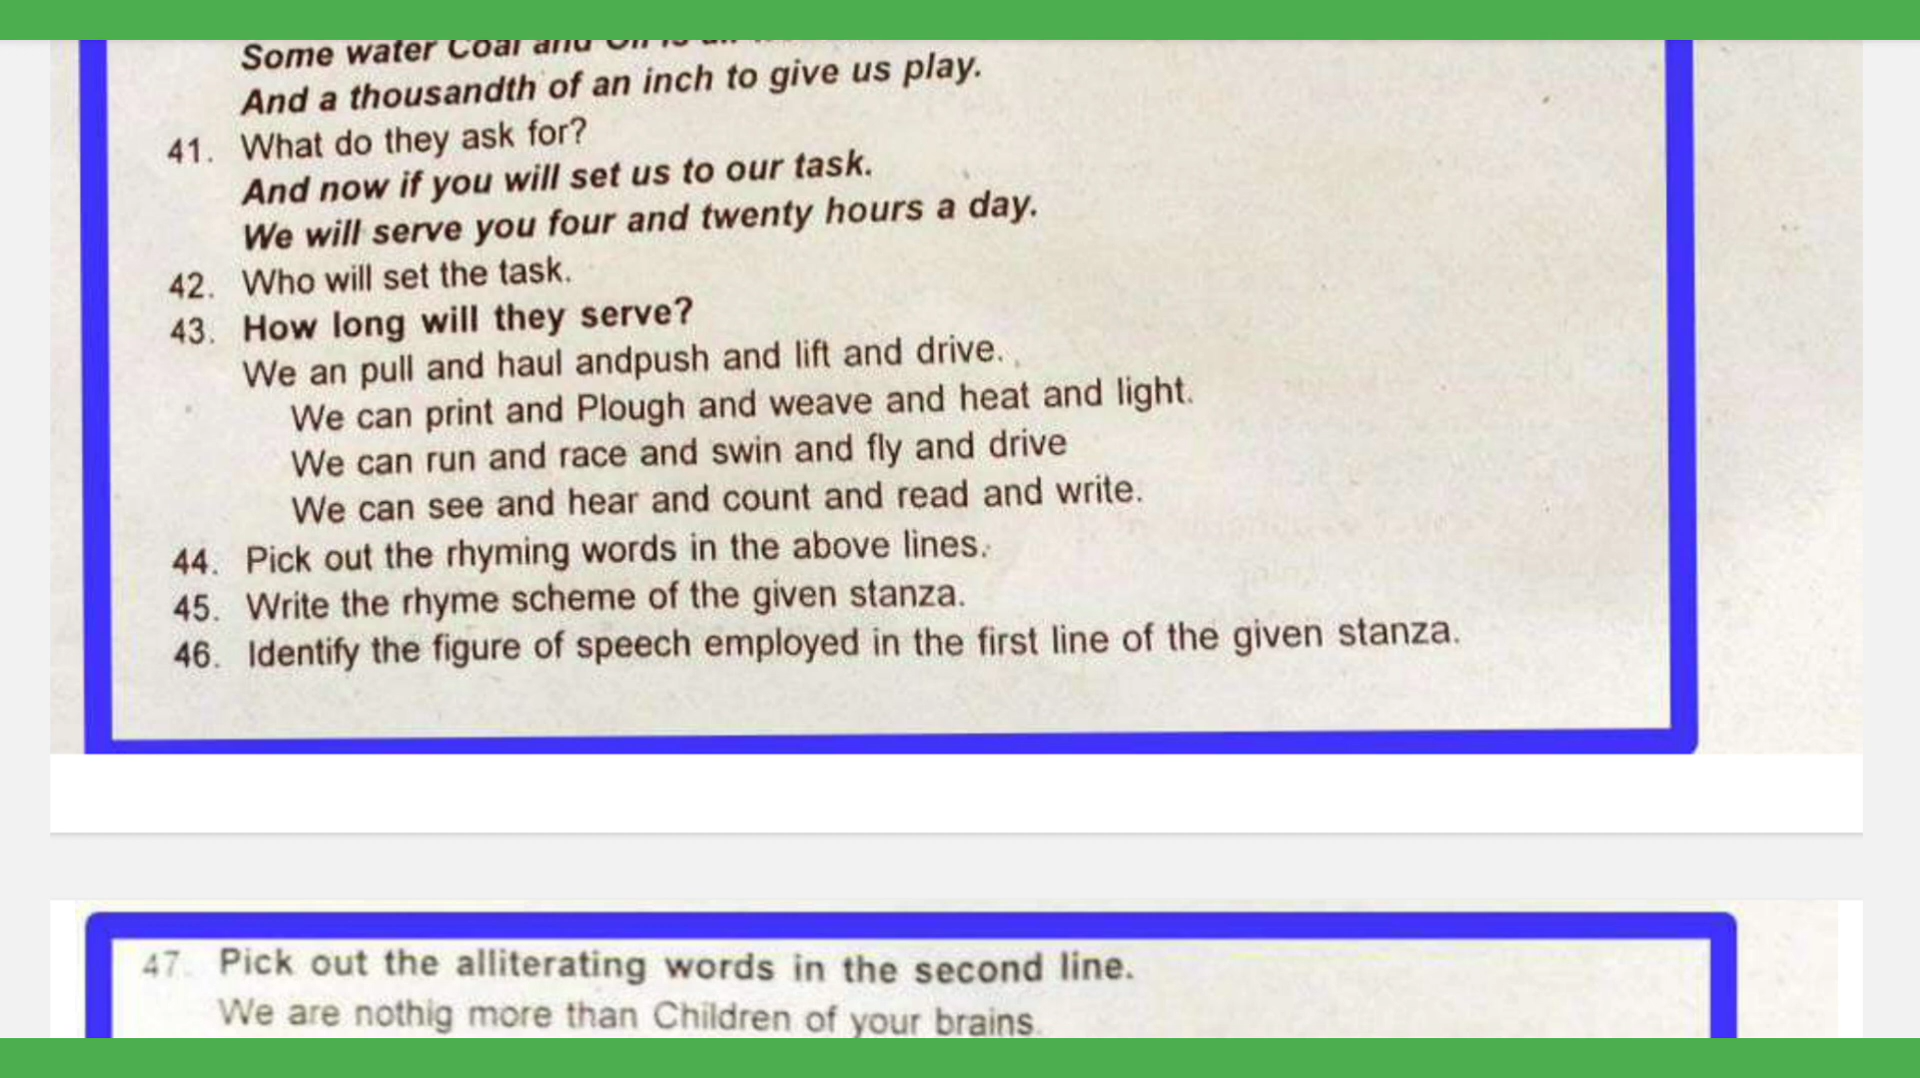 Some water Coal and Oil is
And a thousandth of an inch to give us play.
41. What do they ask for?
And now if you will set us to our task.
We will serve you four and twenty hours a day.
42. Who will set the task.
43. How long will they serve?
We an pull and haul andpush and lift and drive.
We can print and Plough and weave and heat and light.
We can run and race and swin and fly and drive
We can see and hear and count and read and write.
44. Pick out the rhyming words in the above lines.
45. Write the rhyme scheme of the given stanza.
46. Identify the figure of speech employed in the first line of the given stanza.
47. Pick out the alliterating words in the second line.
We are nothig more than Children of your brains.